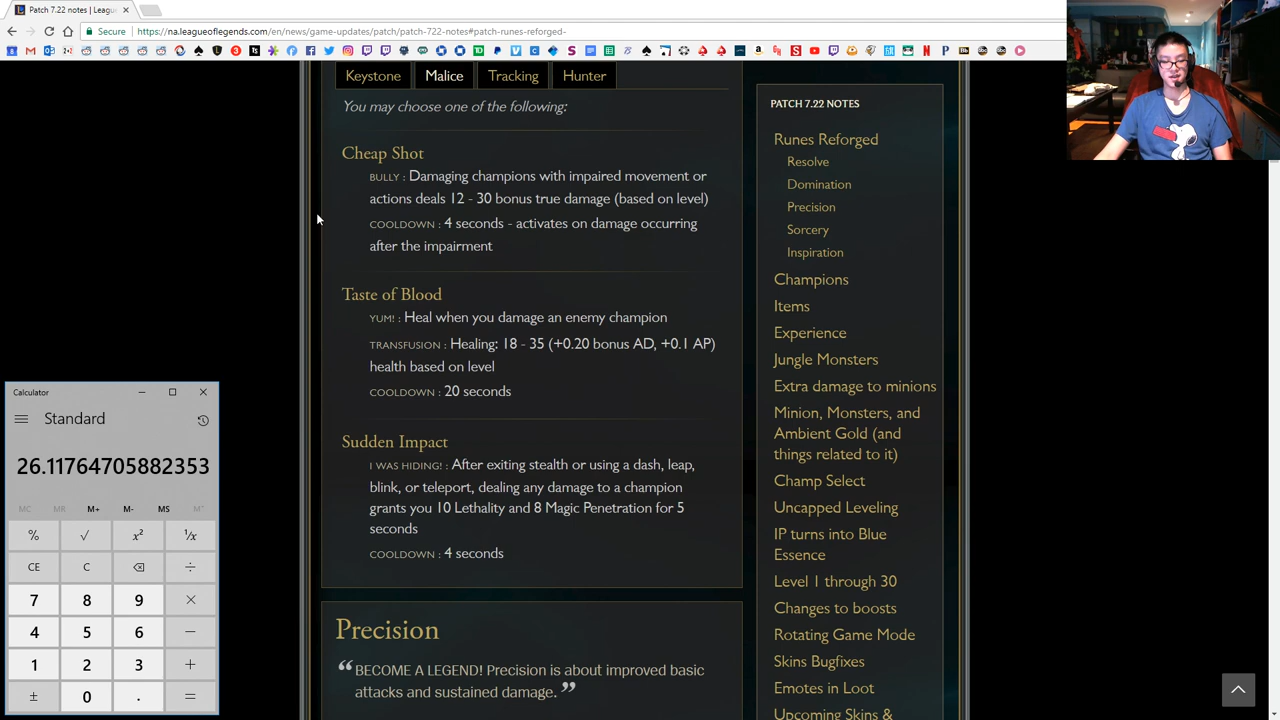 Patch 7.22 notes | Leagu
Secure
https://na.leagueoflegends.com/en/news/game-updates/patch/patch-722-notes#patch-runes-reforged-
Keystone
Malice
Tracking
Hunter
You may choose one of the following:
Cheap Shot
BULLY : Damaging champions with impaired movement or
actions deals 12 - 30 bonus true damage (based on level)
COOLDOWN : 4 seconds - activates on damage occurring
after the impairment
Taste of Blood
YUM! : Heal when you damage an enemy champion
TRANSFUSION : Healing: 18 - 35 (+0.20 bonus AD, +0.1 AP)
health based on level
COOLDOWN : 20 seconds
Sudden Impact
I WAS HIDING! : After exiting stealth or using a dash, leap,
blink, or teleport, dealing any damage to a champion
grants you 10 Lethality and 8 Magic Penetration for 5
seconds
COOLDOWN : 4 seconds
Precision
“ BECOME A LEGEND! Precision is about improved basic
attacks and sustained damage. ”
PATCH 7.22 NOTES
Runes Reforged
Resolve
Domination
Precision
Sorcery
Inspiration
Champions
Items
Experience
Jungle Monsters
Extra damage to minions
Minion, Monsters, and
Ambient Gold (and
things related to it)
Champ Select
Uncapped Leveling
IP turns into Blue
Essence
Level 1 through 30
Changes to boosts
Rotating Game Mode
Skins Bugfixes
Emotes in Loot
Upcoming Skins &
Calculator
Standard
26.11764705882353
MC MR M+ M- MS M˅
% √ x² ¹/x
CE C ⌫ ÷
7 8 9 ×
4 5 6 −
1 2 3 +
± 0 . =